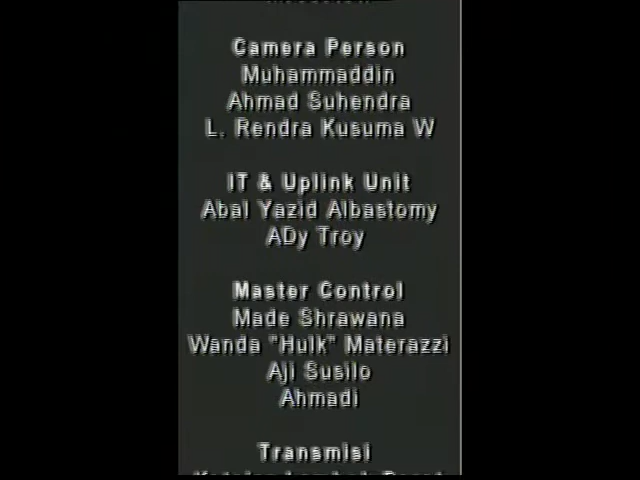 Camera Person
Muhammaddin
Ahmad Suhendra
L. Rendra Kusuma W
IT & Uplink Unit
Abal Yazid Albastomy
ADy Troy
Master Control
Made Shrawana
Wanda "Hulk" Materazzi
Aji Susilo
Ahmadi
Transmisi